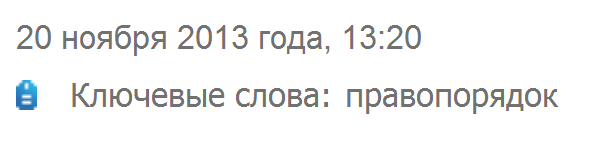 20 ноября 2013 года, 13:20
Ключевые слова: правопорядок